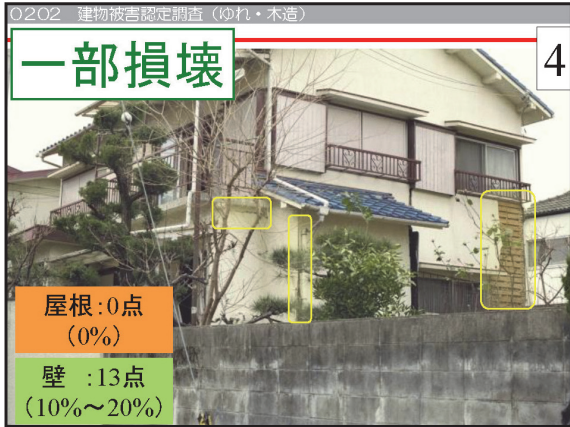 0202 建物被害認定調査（ゆれ・木造）
一部損壊
4
屋根:0点
（0%）
壁 :13点
（10%～20%）